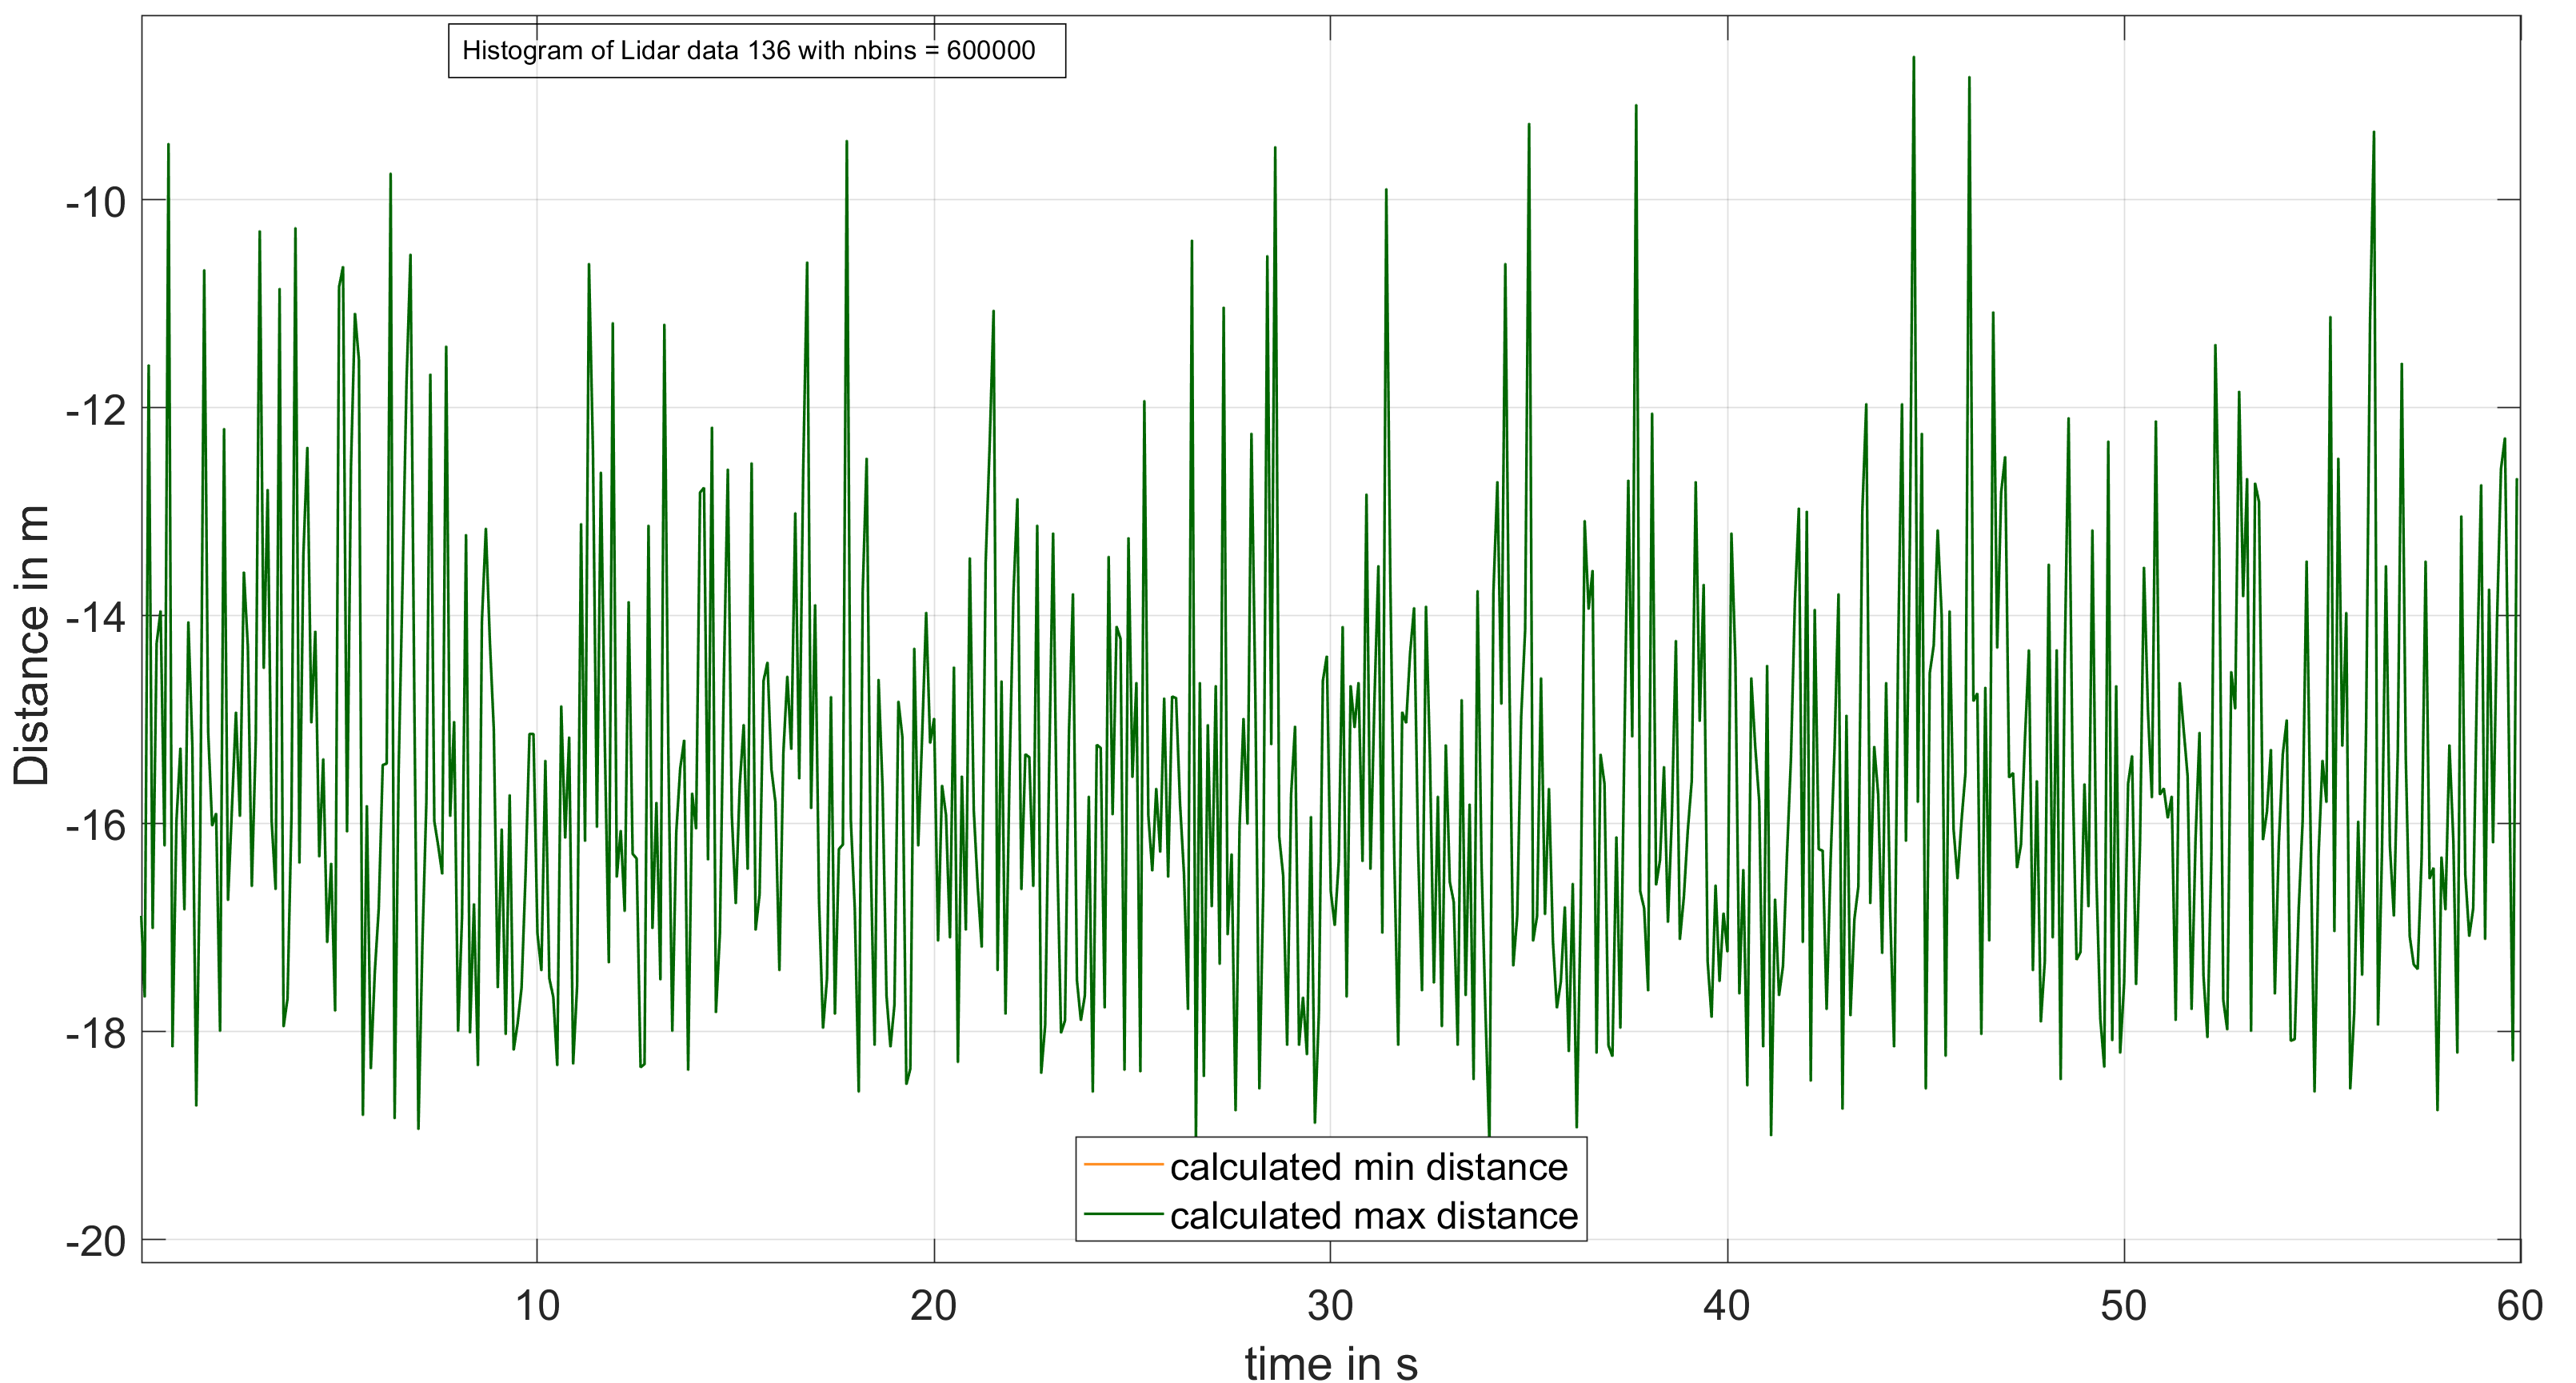 Histogram of Lidar data 136 with nbins = 600000
-10
-12
-14
-16
-18
-20
Distance in m
calculated min distance
calculated max distance
10 20 30 40 50 60
time in s